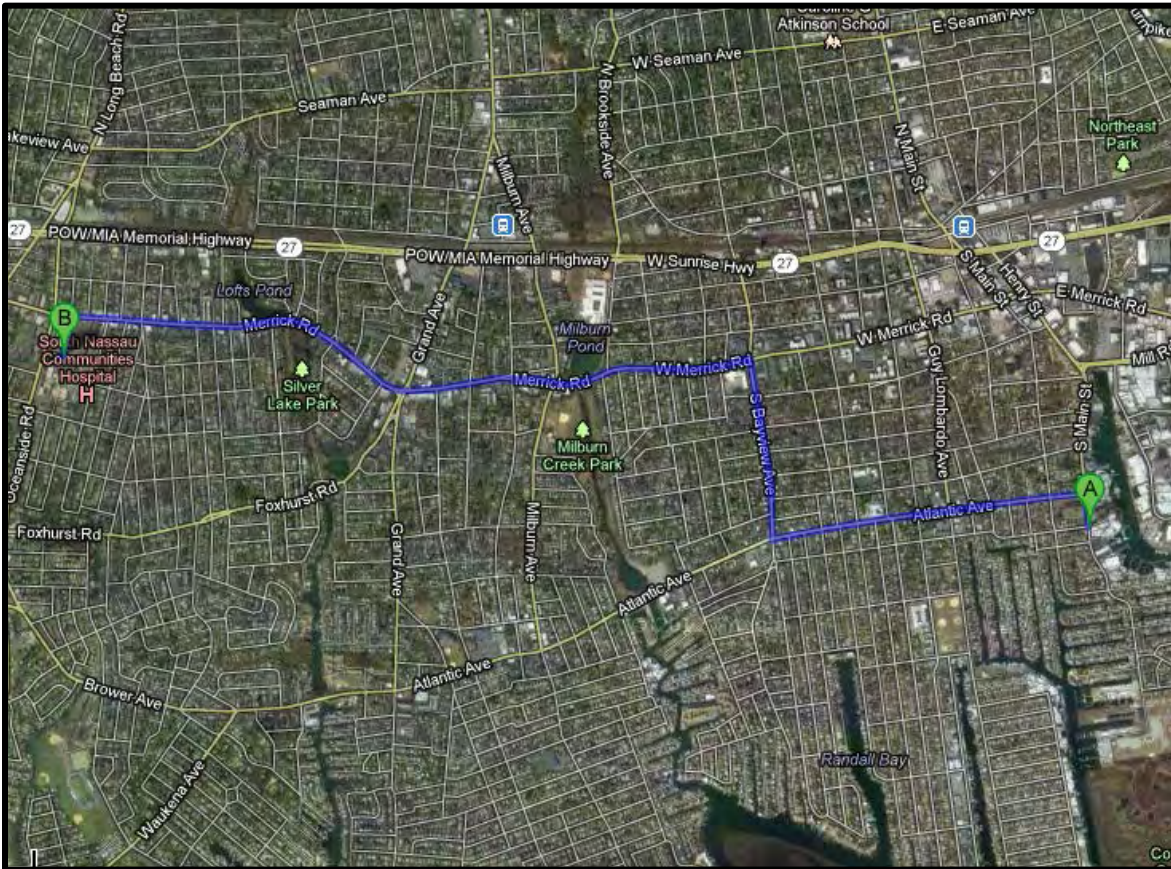 Atkinson School
E Seaman Ave
W Seaman Ave
N Long Beach Rd
Seaman Ave
N Brookside Ave
N Main St
Northeast
Park
Milburn Ave
27
POW/MIA Memorial Highway
27
POW/MIA Memorial Highway
W Sunrise Hwy
27
27
S Main St
Henry St
E Merrick Rd
Lofts Pond
Grand Ave
Milburn
Pond
W Merrick Rd
B
Merrick Rd
South Nassau
Communities
Hospital
H
Silver
Lake Park
Merrick Rd
W Merrick Rd
Guy Lombardo Ave
Mill
S Main St
Oceanside Rd
Milburn
Creek Park
S Bayview Ave
A
Foxhurst Rd
Foxhurst Rd
Atlantic Ave
Grand Ave
Milburn Ave
Atlantic Ave
Atlantic Ave
Brower Ave
Waukena Ave
Randall Bay